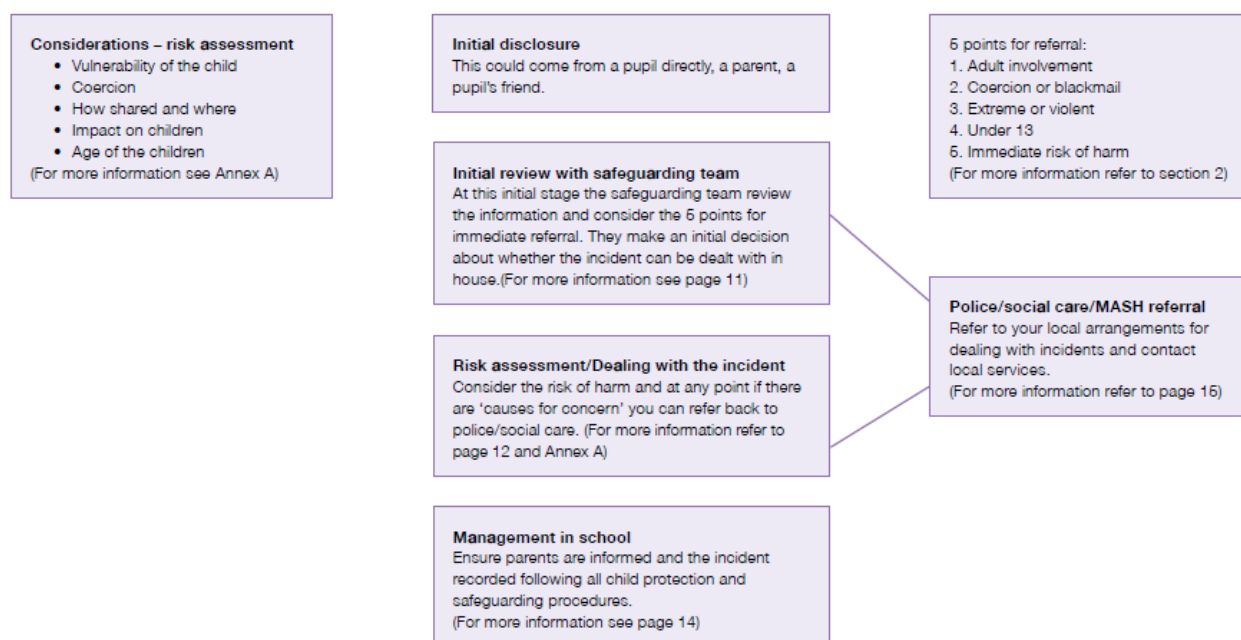 Considerations – risk assessment
• Vulnerability of the child
• Coercion
• How shared and where
• Impact on children
• Age of the children
(For more information see Annex A)
Initial disclosure
This could come from a pupil directly, a parent, a
pupil's friend.
Initial review with safeguarding team
At this initial stage the safeguarding team review
the information and consider the 5 points for
immediate referral. They make an initial decision
about whether the incident can be dealt with in
house.(For more information see page 11)
Risk assessment/Dealing with the incident
Consider the risk of harm and at any point if there
are ‘causes for concern’ you can refer back to
police/social care. (For more information refer to
page 12 and Annex A)
Management in school
Ensure parents are informed and the incident
recorded following all child protection and
safeguarding procedures.
(For more information see page 14)
5 points for referral:
1. Adult involvement
2. Coercion or blackmail
3. Extreme or violent
4. Under 13
5. Immediate risk of harm
(For more information refer to section 2)
Police/social care/MASH referral
Refer to your local arrangements for
dealing with incidents and contact
local services.
(For more information refer to page 15)